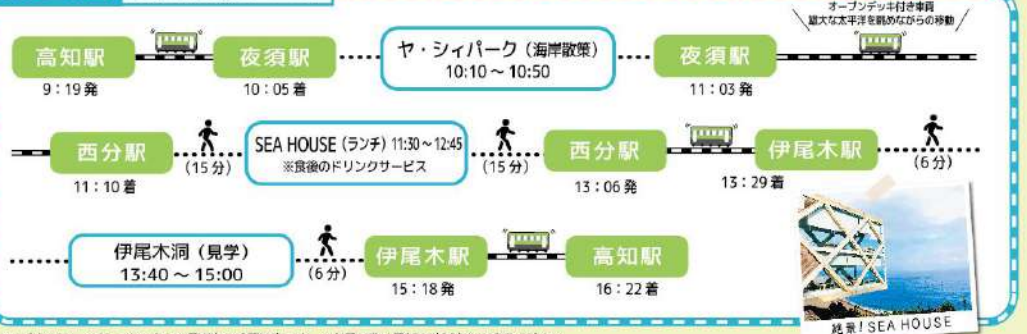 オープンデッキ付き車両
雄大な太平洋を眺めながらの移動
高知駅
9:19発
夜須駅
10:05着
ヤ・シィパーク(海岸散策)
10:10~10:50
夜須駅
11:03発
西分駅
11:10着
(15分)
SEA HOUSE(ランチ)11:30~12:45
※食後のドリンクサービス
(15分)
西分駅
13:06発
伊尾木駅
13:29着
(6分)
伊尾木洞(見学)
13:40~15:00
(6分)
伊尾木駅
15:18発
高知駅
16:22着
絶景!SEA HOUSE